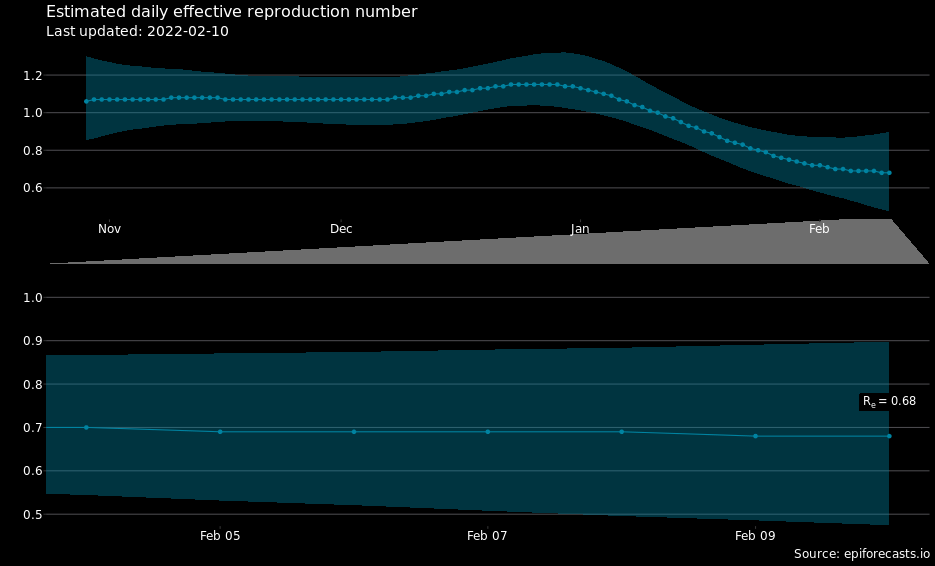 Estimated daily effective reproduction number
Last updated: 2022-02-10
1.2
1.0
0.8
0.6
Nov Dec Jan Feb
1.0
0.9
0.8
Rₑ = 0.68
0.7
0.6
0.5
Feb 05 Feb 07 Feb 09
Source: epiforecasts.io